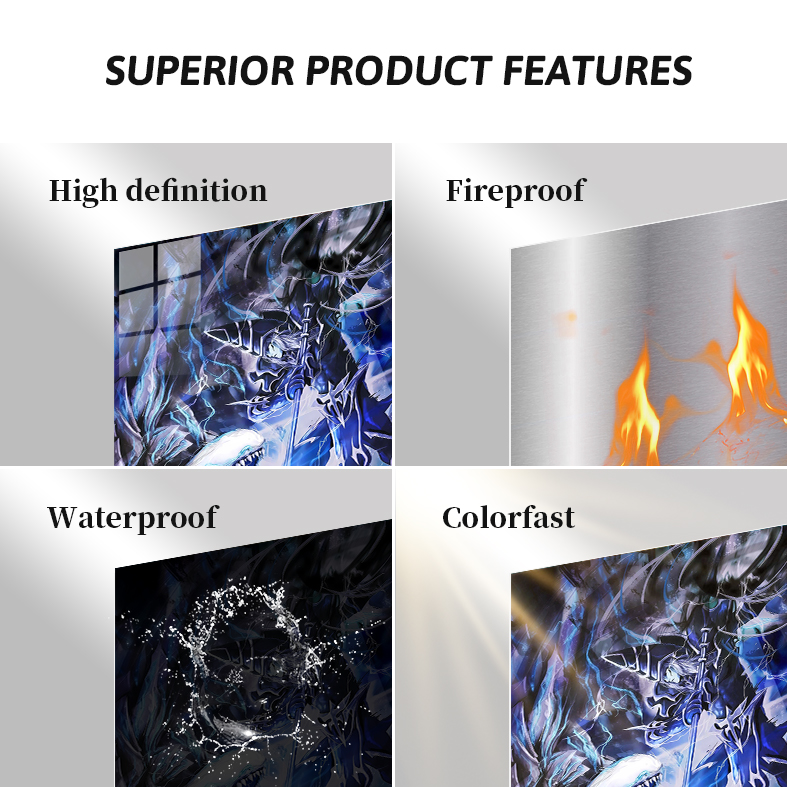 SUPERIOR PRODUCT FEATURES
High definition
Fireproof
Waterproof
Colorfast